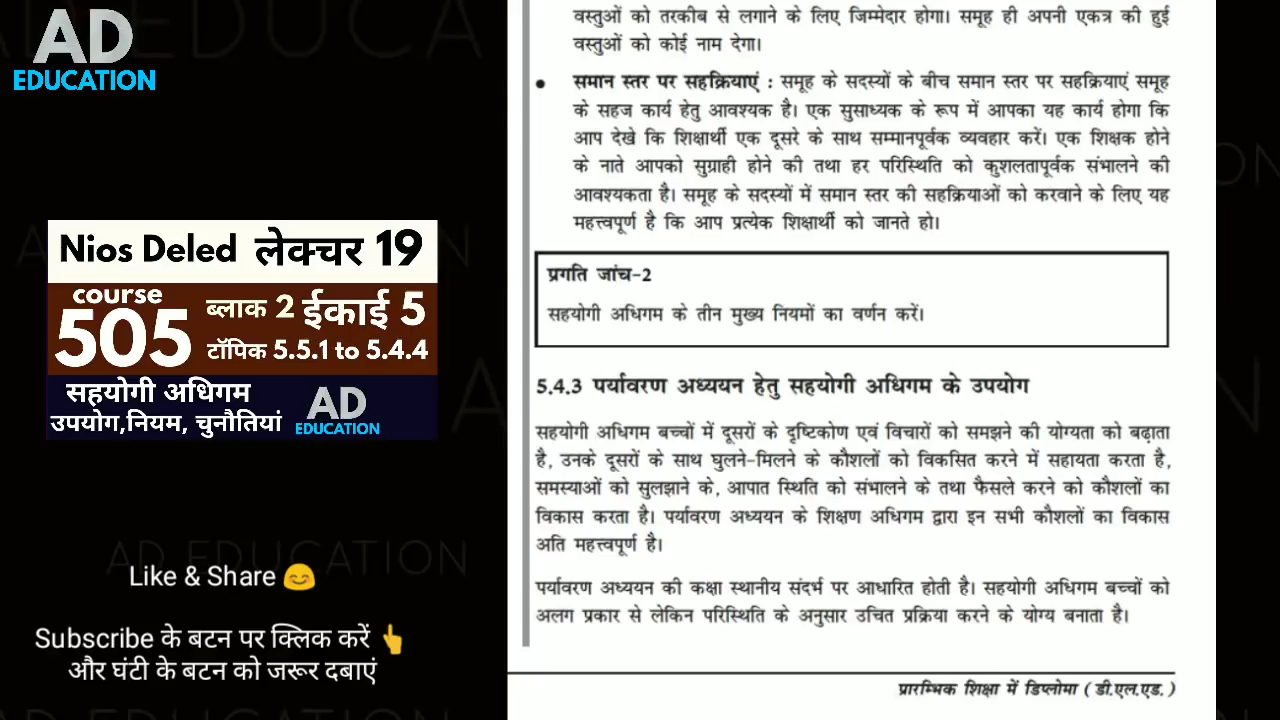 AD
EDUCATION
Nios Deled लेक्चर 19
course
505
ब्लाक 2 ईकाई 5
टॉपिक 5.5.1 to 5.4.4
सहयोगी अधिगम
उपयोग,नियम, चुनौतियां
AD
EDUCATION
AD EDUCATION
Like & Share 😊
Subscribe के बटन पर क्लिक करें 👆
और घंटी के बटन को जरूर दबाएं
वस्तुओं को तरकीब से लगाने के लिए जिम्मेदार होगा। समूह ही अपनी एकत्र की हुई
वस्तुओं को कोई नाम देगा।
• समान स्तर पर सहक्रियाएं : समूह के सदस्यों के बीच समान स्तर पर सहक्रियाएं समूह
के सहज कार्य हेतु आवश्यक है। एक सुसाध्यक के रूप में आपका यह कार्य होगा कि
आप देखे कि शिक्षार्थी एक दूसरे के साथ सम्मानपूर्वक व्यवहार करें। एक शिक्षक होने
के नाते आपको सुग्राही होने की तथा हर परिस्थिति को कुशलतापूर्वक संभालने की
आवश्यकता है। समूह के सदस्यों में समान स्तर की सहक्रियाओं को करवाने के लिए यह
महत्त्वपूर्ण है कि आप प्रत्येक शिक्षार्थी को जानते हो।
प्रगति जांच-2
सहयोगी अधिगम के तीन मुख्य नियमों का वर्णन करें।
5.4.3 पर्यावरण अध्ययन हेतु सहयोगी अधिगम के उपयोग
सहयोगी अधिगम बच्चों में दूसरों के दृष्टिकोण एवं विचारों को समझने की योग्यता को बढ़ाता
है, उनके दूसरों के साथ घुलने-मिलने के कौशलों को विकसित करने में सहायता करता है,
समस्याओं को सुलझाने के, आपात स्थिति को संभालने के तथा फैसले करने को कौशलों का
विकास करता है। पर्यावरण अध्ययन के शिक्षण अधिगम द्वारा इन सभी कौशलों का विकास
अति महत्त्वपूर्ण है।
पर्यावरण अध्ययन की कक्षा स्थानीय संदर्भ पर आधारित होती है। सहयोगी अधिगम बच्चों को
अलग प्रकार से लेकिन परिस्थिति के अनुसार उचित प्रक्रिया करने के योग्य बनाता है।
प्रारम्भिक शिक्षा में डिप्लोमा (डी.एल.एड.)